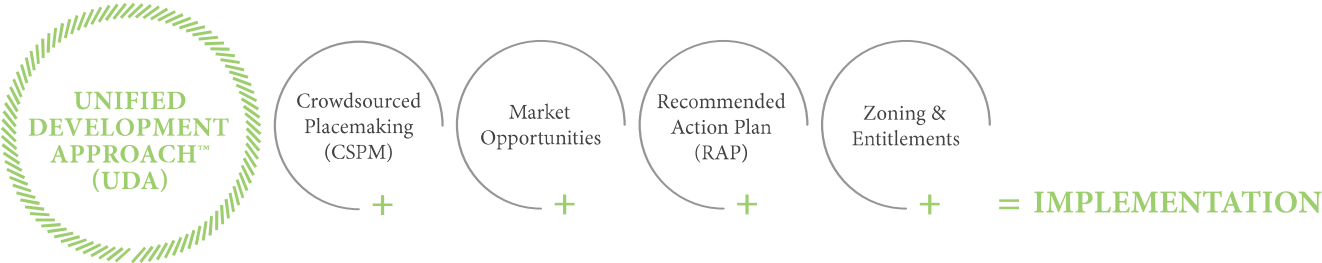 UNIFIED
DEVELOPMENT
APPROACH™
(UDA)
Crowdsourced
Placemaking
(CSPM)
+
Market
Opportunities
+
Recommended
Action Plan
(RAP)
+
Zoning &
Entitlements
+
= IMPLEMENTATION